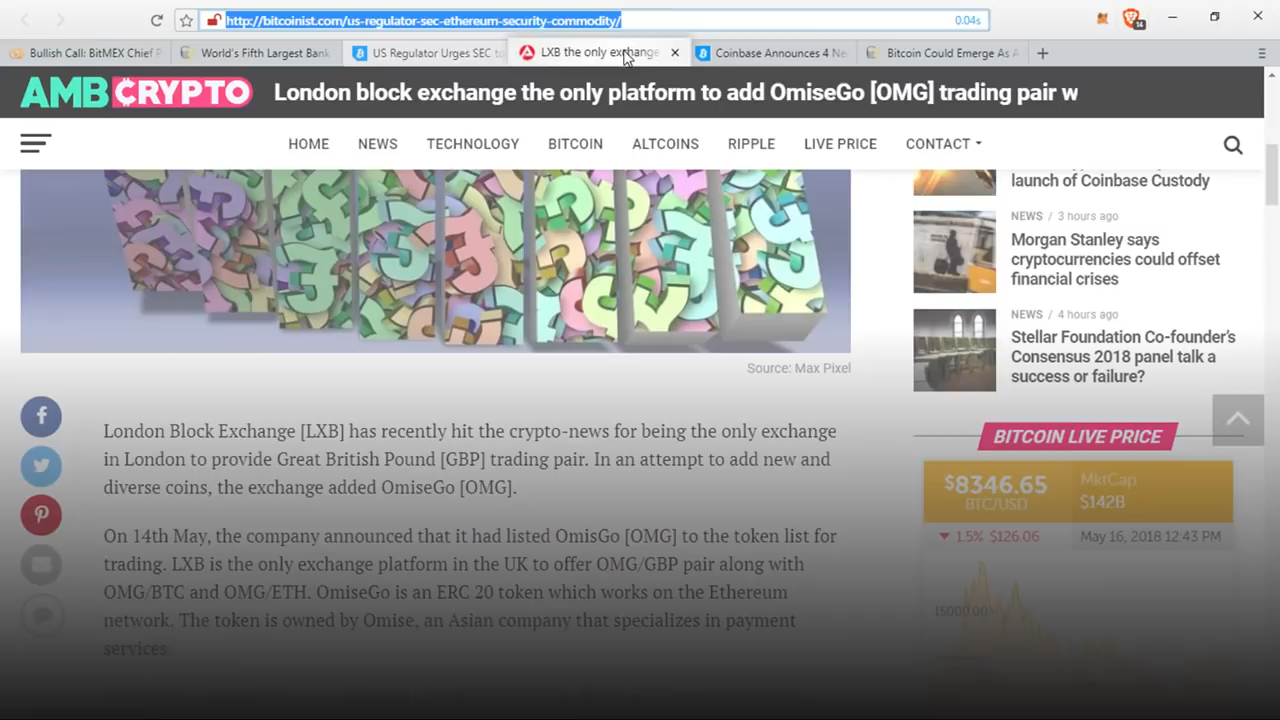 http://bitcoinist.com/us-regulator-sec-ethereum-security-commodity/
0.04s
14
Bullish Call: BitMEX Chief P
World's Fifth Largest Bank
US Regulator Urges SEC to
LXB the only exchange
Coinbase Announces 4 Ne
Bitcoin Could Emerge As A
AMBCRYPTO
London block exchange the only platform to add OmiseGo [OMG] trading pair w
HOME
NEWS
TECHNOLOGY
BITCOIN
ALTCOINS
RIPPLE
LIVE PRICE
CONTACT
launch of Coinbase Custody
NEWS / 3 hours ago
Morgan Stanley says
cryptocurrencies could offset
financial crises
NEWS / 4 hours ago
Stellar Foundation Co-founder's
Consensus 2018 panel talk a
success or failure?
Source: Max Pixel
London Block Exchange [LXB] has recently hit the crypto-news for being the only exchange
in London to provide Great British Pound [GBP] trading pair. In an attempt to add new and
diverse coins, the exchange added OmiseGo [OMG].
On 14th May, the company announced that it had listed OmisGo [OMG] to the token list for
trading. LXB is the only exchange platform in the UK to offer OMG/GBP pair along with
OMG/BTC and OMG/ETH. OmiseGo is an ERC 20 token which works on the Ethereum
network. The token is owned by Omise, an Asian company that specializes in payment
services.
BITCOIN LIVE PRICE
$8346.65
BTC/USD
MktCap
$142B
▼ 1.5% $126.06
May 16, 2018 12:43 PM
15000.00